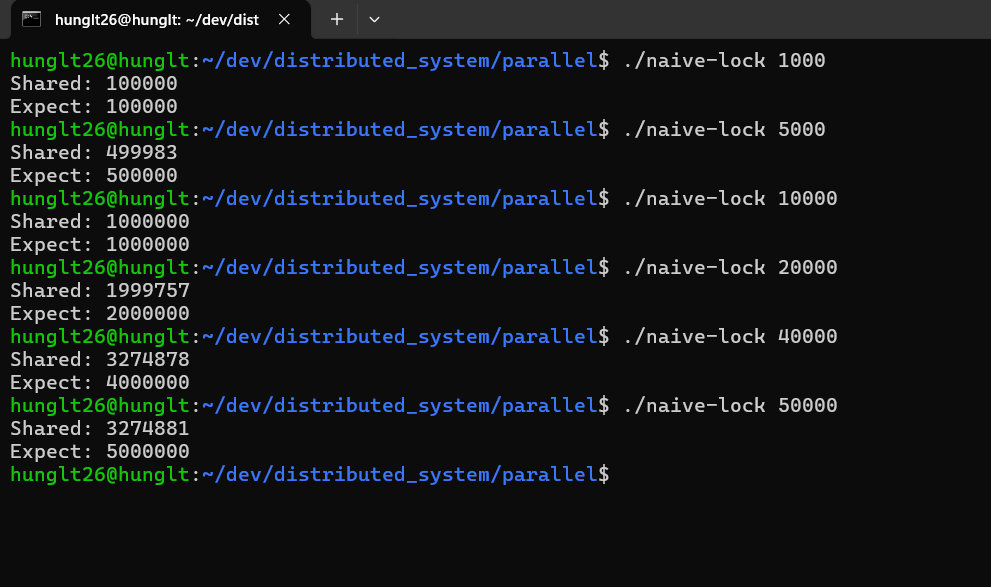 hunglt26@hunglt: ~/dev/dist
hunglt26@hunglt:~/dev/distributed_system/parallel$ ./naive-lock 1000
Shared: 100000
Expect: 100000
hunglt26@hunglt:~/dev/distributed_system/parallel$ ./naive-lock 5000
Shared: 499983
Expect: 500000
hunglt26@hunglt:~/dev/distributed_system/parallel$ ./naive-lock 10000
Shared: 1000000
Expect: 1000000
hunglt26@hunglt:~/dev/distributed_system/parallel$ ./naive-lock 20000
Shared: 1999757
Expect: 2000000
hunglt26@hunglt:~/dev/distributed_system/parallel$ ./naive-lock 40000
Shared: 3274878
Expect: 4000000
hunglt26@hunglt:~/dev/distributed_system/parallel$ ./naive-lock 50000
Shared: 3274881
Expect: 5000000
hunglt26@hunglt:~/dev/distributed_system/parallel$